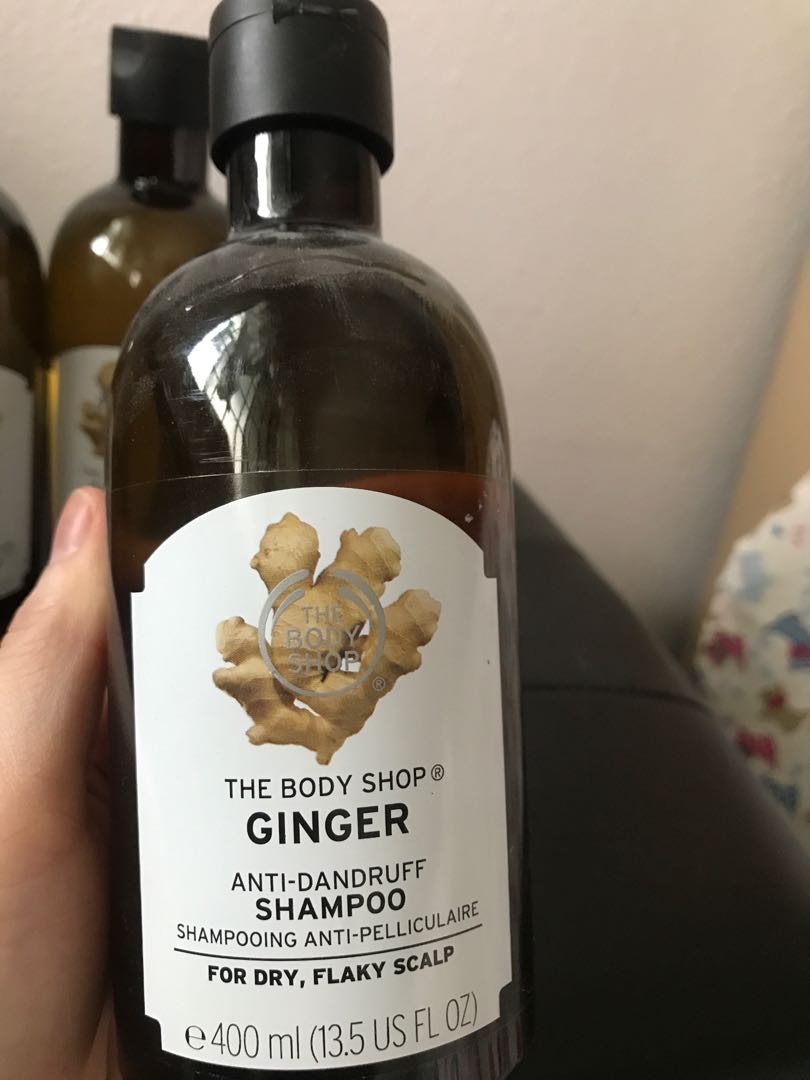 THE
BODY
SHOP
®
THE BODY SHOP®
GINGER
ANTI-DANDRUFF
SHAMPOO
SHAMPOOING ANTI-PELLICULAIRE
FOR DRY, FLAKY SCALP
℮400 ml (13.5 US FL OZ)